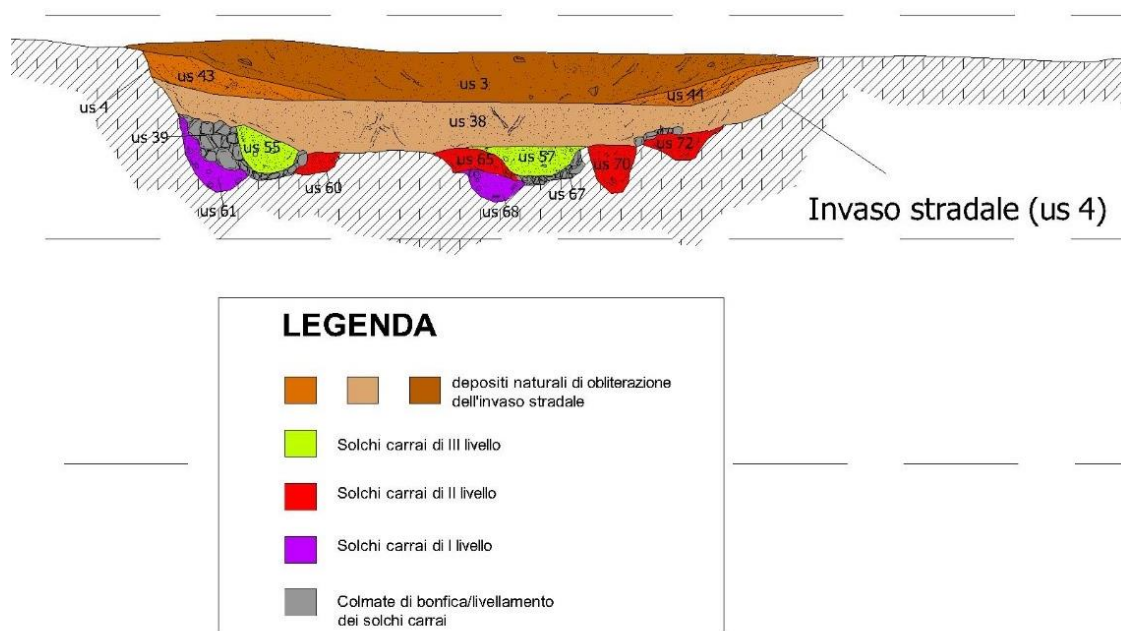 us 43
us 3
us 44
us 4
us 38
us 39
us 55
us 72
us 65
us 57
us 70
us 60
us 67
us 61
us 68
Invaso stradale (us 4)
LEGENDA
depositi naturali di obliterazione
dell'invaso stradale
Solchi carrai di III livello
Solchi carrai di II livello
Solchi carrai di I livello
Colmate di bonfica/livellamento
dei solchi carrai